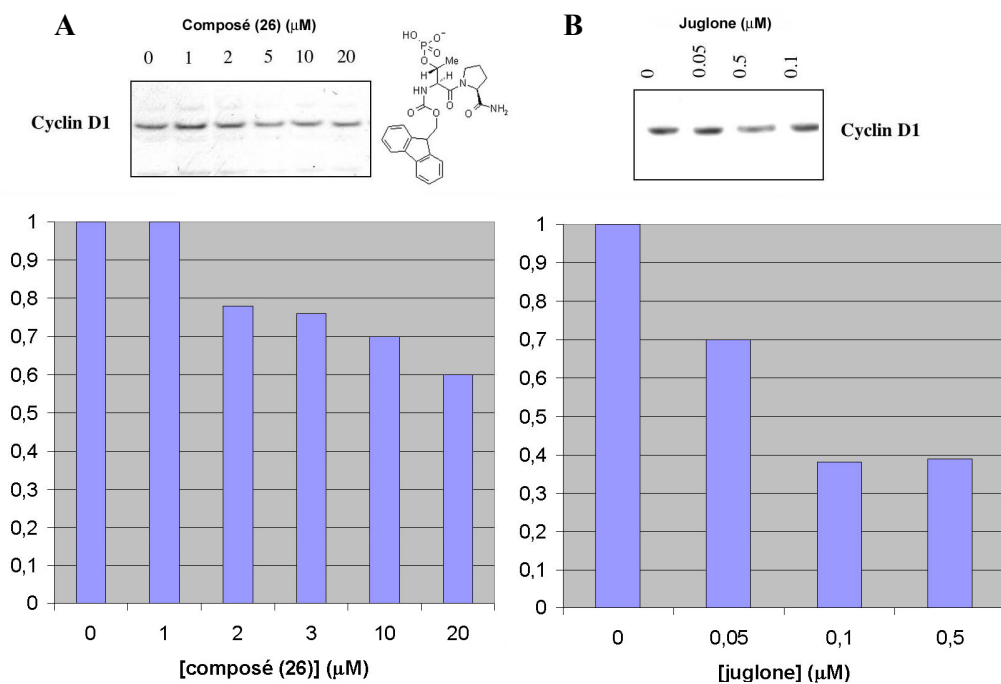 A
Composé (26) (µM)
0 1 2 5 10 20
Cyclin D1
HO O⁻
P
O O
Me
H H
N
NH O
NH₂
O
O
O
B
Juglone (µM)
0 0.05 0.5 0.1
Cyclin D1
1
0,9
0,8
0,7
0,6
0,5
0,4
0,3
0,2
0,1
0
0 1 2 3 10 20
[composé (26)] (µM)
1
0,9
0,8
0,7
0,6
0,5
0,4
0,3
0,2
0,1
0
0 0,05 0,1 0,5
[juglone] (µM)